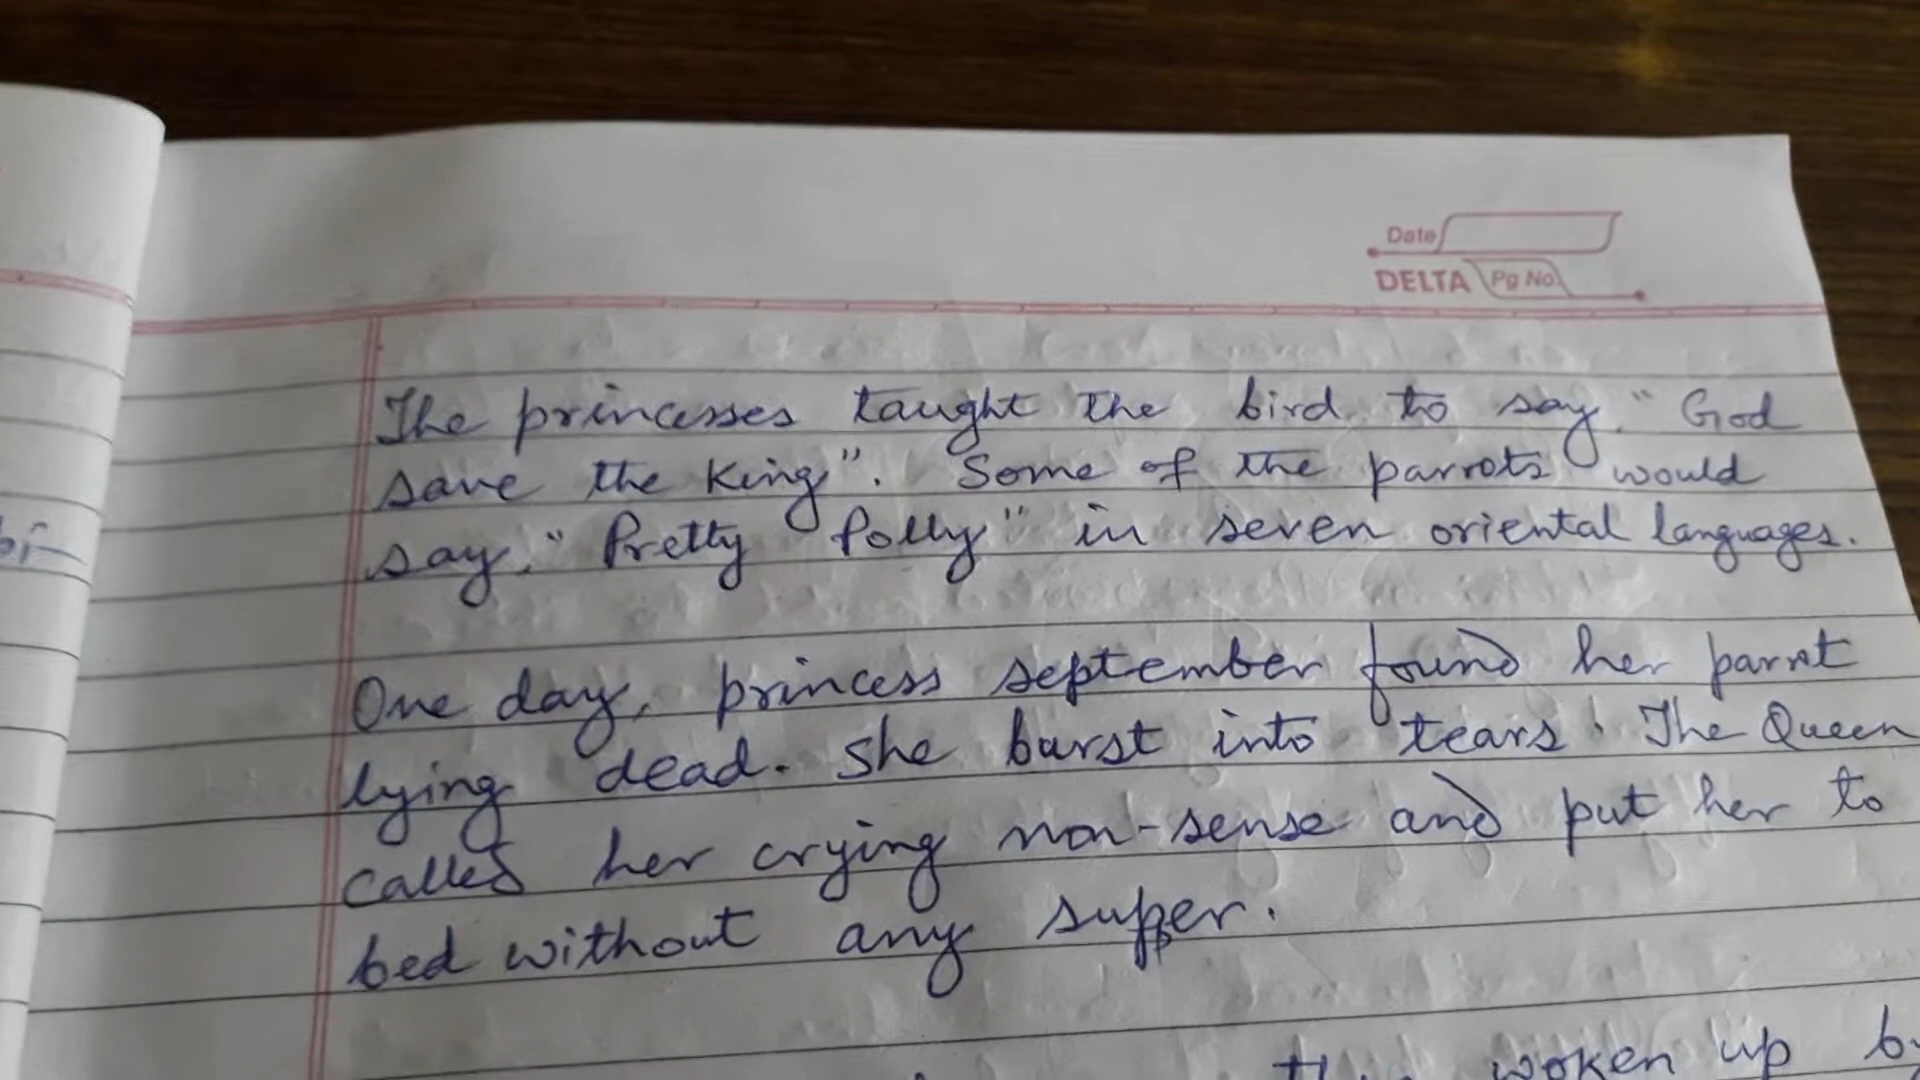 Date
DELTA Pg No
The princesses taught the bird to say, "God
save the King". Some of the parrots would
say, "Pretty Polly" in seven oriental languages.
One day, princess september found her parrot
lying dead. She burst into tears. The Queen
called her crying non-sense and put her to
bed without any supper.
woken up by